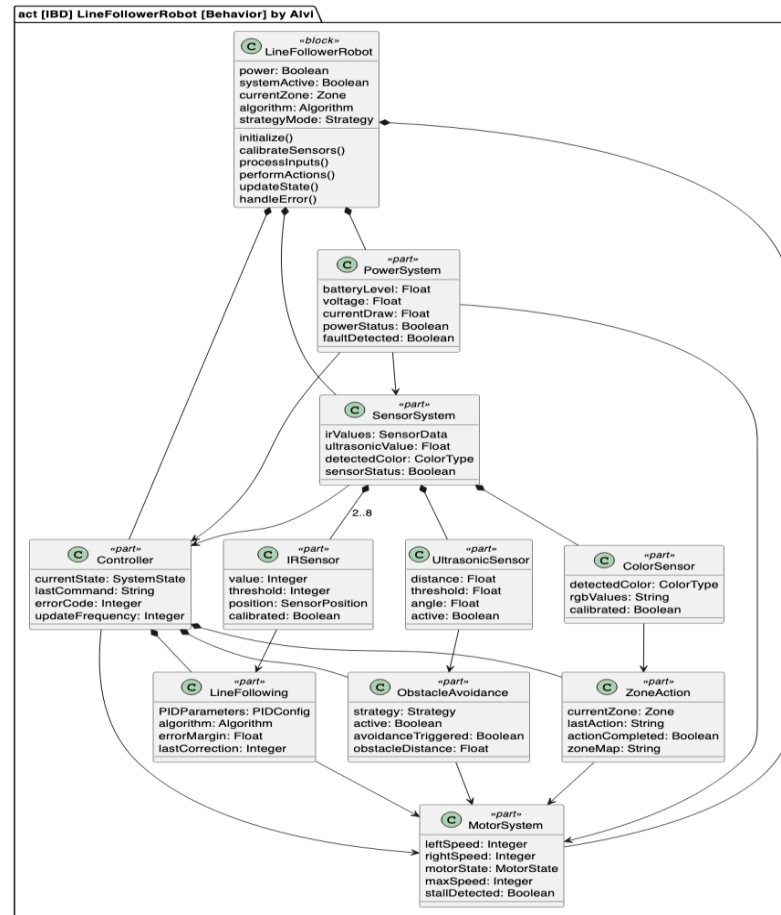 act [IBD] LineFollowerRobot [Behavior] by Alvi
C
«block»
LineFollowerRobot
power: Boolean
systemActive: Boolean
currentZone: Zone
algorithm: Algorithm
strategyMode: Strategy
initialize()
calibrateSensors()
processInputs()
performActions()
updateState()
handleError()
C
«part»
PowerSystem
batteryLevel: Float
voltage: Float
currentDraw: Float
powerStatus: Boolean
faultDetected: Boolean
C
«part»
SensorSystem
irValues: SensorData
ultrasonicValue: Float
detectedColor: ColorType
sensorStatus: Boolean
2..8
C
«part»
Controller
currentState: SystemState
lastCommand: String
errorCode: Integer
updateFrequency: Integer
C
«part»
IRSensor
value: Integer
threshold: Integer
position: SensorPosition
calibrated: Boolean
C
«part»
UltrasonicSensor
distance: Float
threshold: Float
angle: Float
active: Boolean
C
«part»
ColorSensor
detectedColor: ColorType
rgbValues: String
calibrated: Boolean
C
«part»
LineFollowing
PIDParameters: PIDConfig
algorithm: Algorithm
errorMargin: Float
lastCorrection: Integer
C
«part»
ObstacleAvoidance
strategy: Strategy
active: Boolean
avoidanceTriggered: Boolean
obstacleDistance: Float
C
«part»
ZoneAction
currentZone: Zone
lastAction: String
actionCompleted: Boolean
zoneMap: String
C
«part»
MotorSystem
leftSpeed: Integer
rightSpeed: Integer
motorState: MotorState
maxSpeed: Integer
stallDetected: Boolean